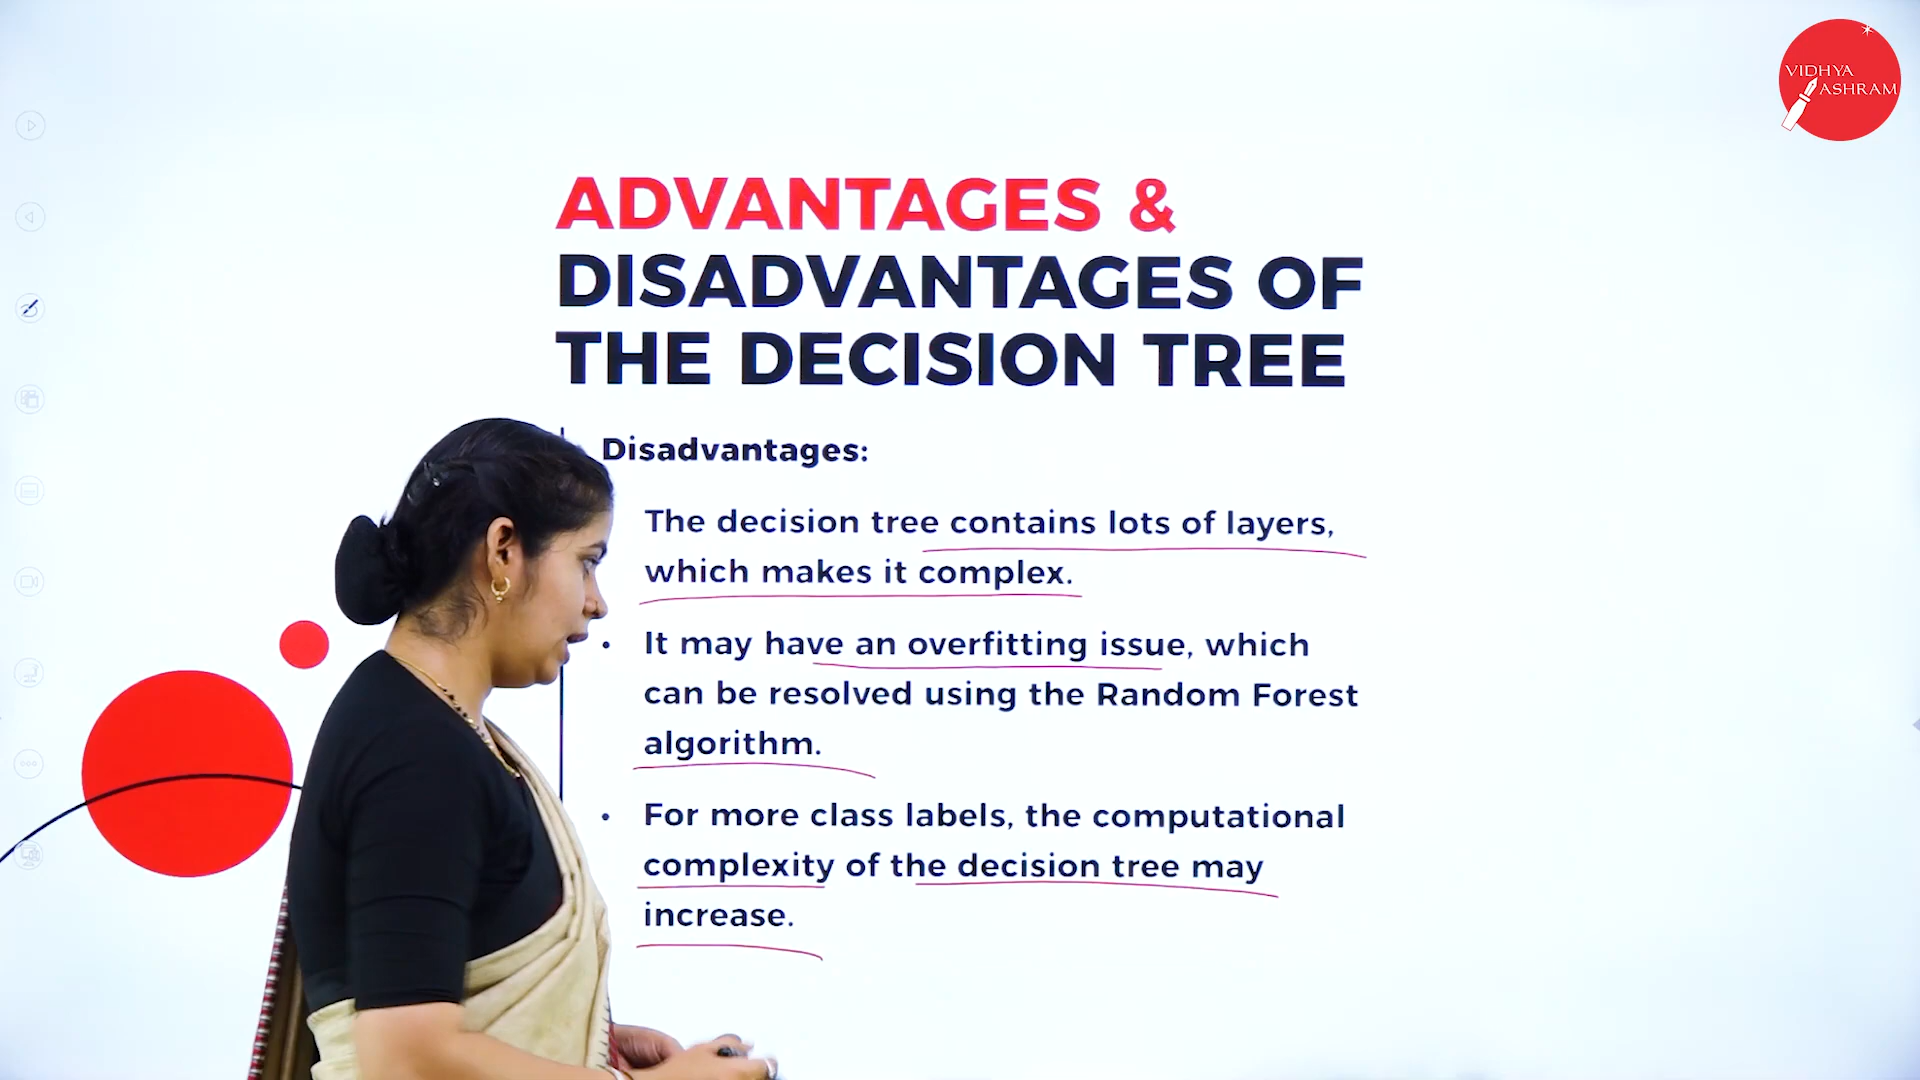 VIDHYA
ASHRAM
ADVANTAGES &
DISADVANTAGES OF
THE DECISION TREE
Disadvantages:
The decision tree contains lots of layers,
which makes it complex.
• It may have an overfitting issue, which
can be resolved using the Random Forest
algorithm.
• For more class labels, the computational
complexity of the decision tree may
increase.